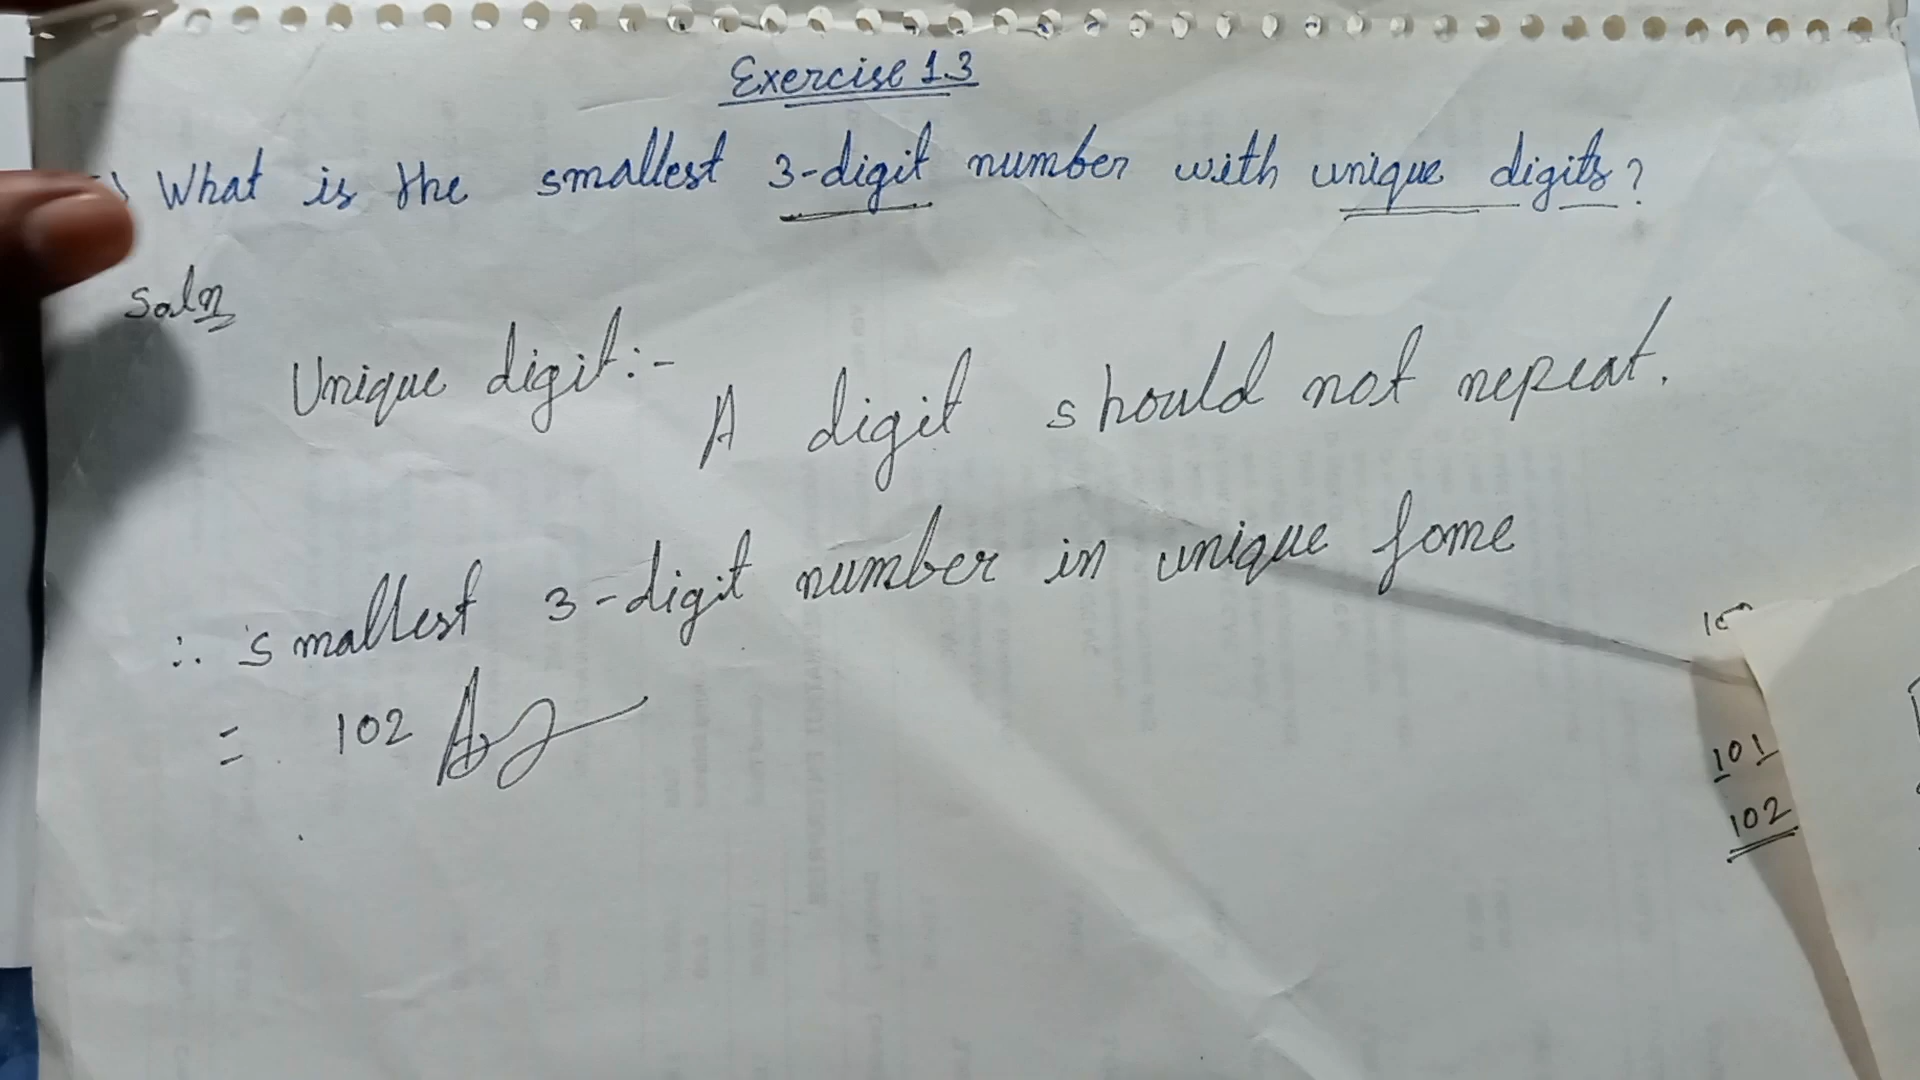 Exercise 1.3
What is the smallest 3-digit number with unique digits?
Soln
Unique digit:- A digit should not repeat.
∴ smallest 3-digit number in unique fome
= 102
101
102